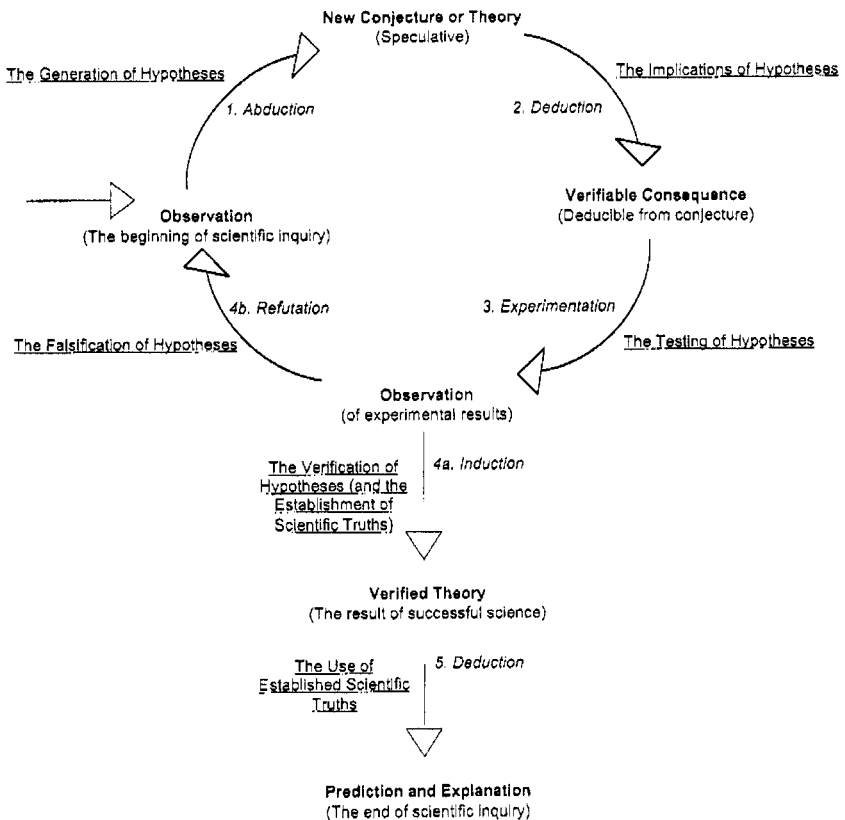 New Conjecture or Theory
(Speculative)
The Generation of Hypotheses
The Implications of Hypotheses
1. Abduction
2. Deduction
Observation
(The beginning of scientific inquiry)
Verifiable Consequence
(Deducible from conjecture)
4b. Refutation
3. Experimentation
The Falsification of Hypotheses
The Testing of Hypotheses
Observation
(of experimental results)
The Verification of
Hypotheses (and the
Establishment of
Scientific Truths)
4a. Induction
Verified Theory
(The result of successful science)
The Use of
Established Scientific
Truths
5. Deduction
Prediction and Explanation
(The end of scientific inquiry)